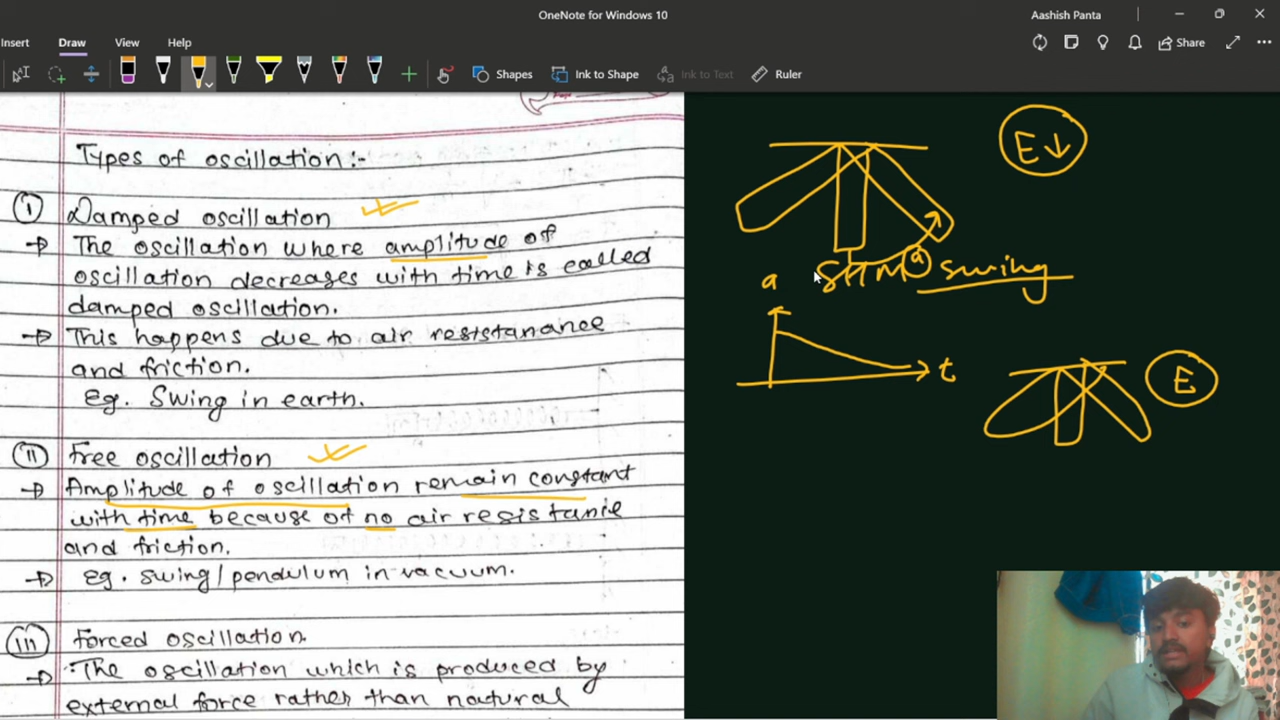 OneNote for Windows 10
Aashish Panta
Insert
Draw
View
Help
Share
Shapes
Ink to Shape
Ink to Text
Ruler
Types of oscillation:-
(i) Damped oscillation
→ The oscillation where amplitude of
oscillation decreases with time is called
damped oscillation.
→ This happens due to air resistanance
and friction.
Eg. Swing in earth.
(ii) Free oscillation
→ Amplitude of oscillation remain constant
with time because of no air resistance
and friction.
→ Eg. swing/pendulum in vacuum.
(iii) Forced oscillation.
→ The oscillation which is produced by
external force rather than natural
E↓
SHM swing
a
t
E